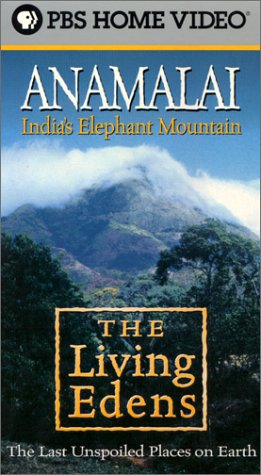 PBS HOME VIDEO®
ANAMALAI
India's Elephant Mountain
THE
Living
Edens
The Last Unspoiled Places on Earth